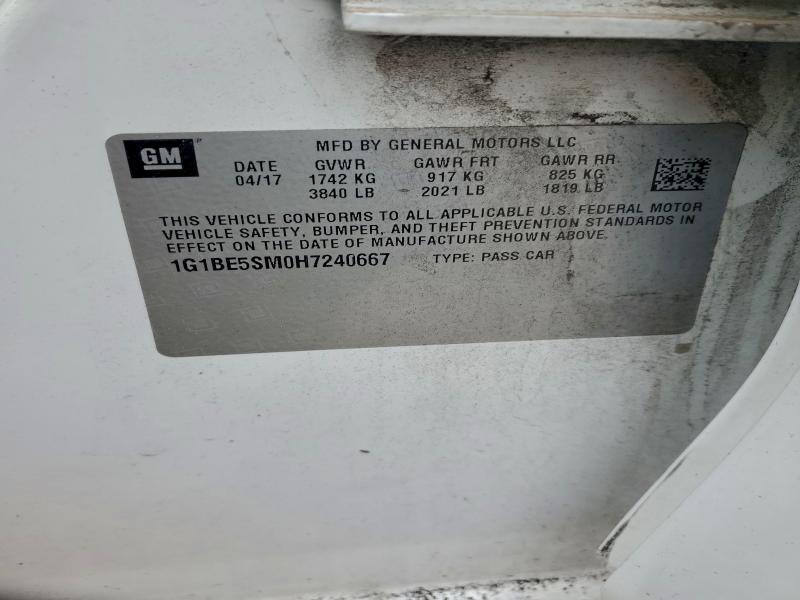 GM
MFD BY GENERAL MOTORS LLC
DATE GVWR GAWR FRT GAWR RR
04/17 1742 KG 917 KG 825 KG
3840 LB 2021 LB 1819 LB
THIS VEHICLE CONFORMS TO ALL APPLICABLE U.S. FEDERAL MOTOR
VEHICLE SAFETY, BUMPER, AND THEFT PREVENTION STANDARDS IN
EFFECT ON THE DATE OF MANUFACTURE SHOWN ABOVE.
1G1BE5SM0H7240667 TYPE: PASS CAR